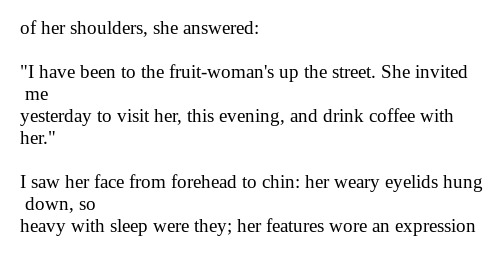 of her shoulders, she answered:
"I have been to the fruit-woman's up the street. She invited
me
yesterday to visit her, this evening, and drink coffee with
her."
I saw her face from forehead to chin: her weary eyelids hung
down, so
heavy with sleep were they; her features wore an expression